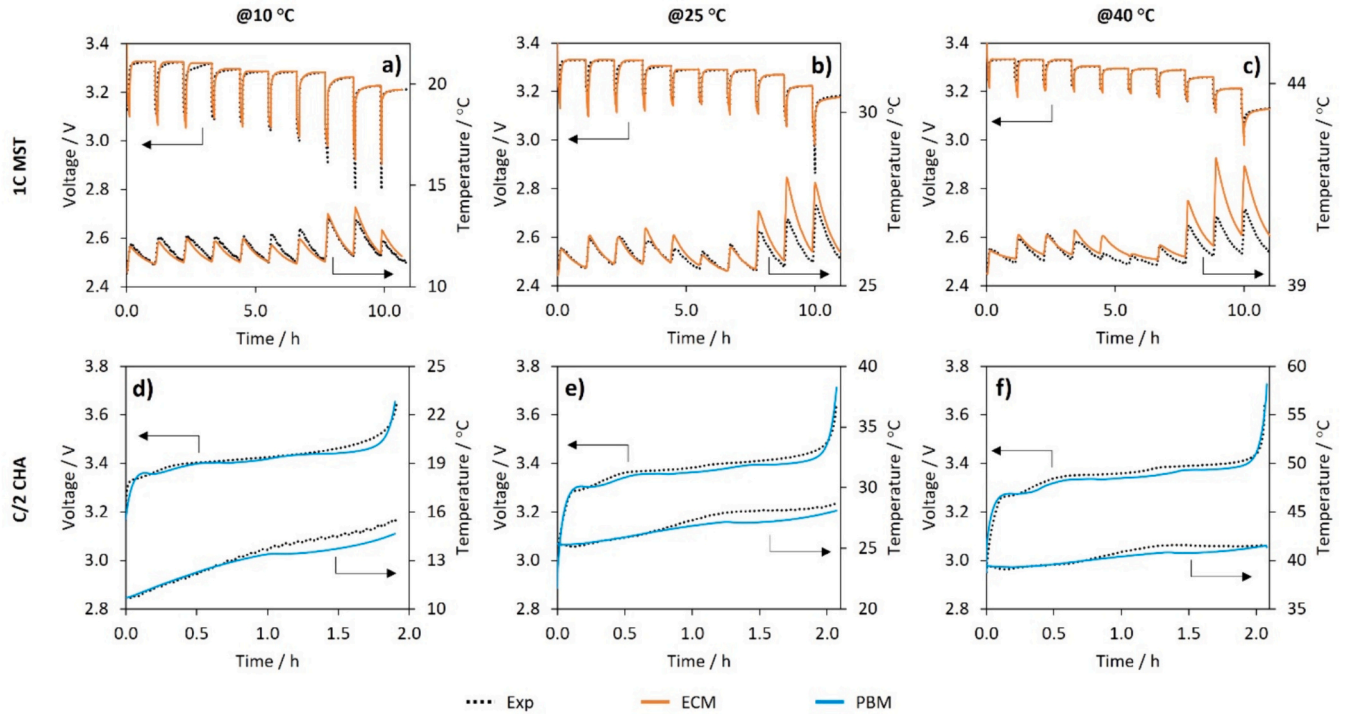 @10 °C
@25 °C
@40 °C
1C MST
a)
Voltage / V
3.4
3.2
3.0
2.8
2.6
2.4
Temperature / °C
20
15
10
0.0 5.0 10.0
Time / h
b)
Voltage / V
3.4
3.2
3.0
2.8
2.6
2.4
Temperature / °C
30
25
0.0 5.0 10.0
Time / h
c)
Voltage / V
3.4
3.2
3.0
2.8
2.6
2.4
Temperature / °C
44
39
0.0 5.0 10.0
Time / h
C/2 CHA
d)
Voltage / V
3.8
3.6
3.4
3.2
3.0
2.8
Temperature / °C
25
22
19
16
13
10
0.0 0.5 1.0 1.5 2.0
Time / h
e)
Voltage / V
3.8
3.6
3.4
3.2
3.0
2.8
Temperature / °C
40
35
30
25
20
0.0 0.5 1.0 1.5 2.0
Time / h
f)
Voltage / V
3.8
3.6
3.4
3.2
3.0
2.8
Temperature / °C
60
55
50
45
40
35
0.0 0.5 1.0 1.5 2.0
Time / h
Exp
ECM
PBM